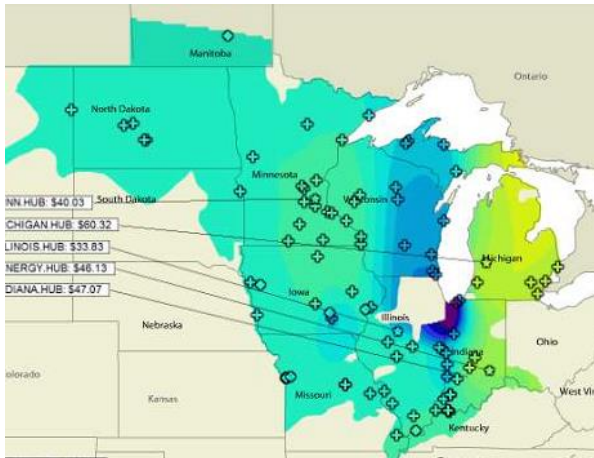 Manitoba
Ontario
North Dakota
Minnesota
South Dakota
Wisconsin
NN.HUB: $40.03
CHIGAN HUB: $60.32
LINOIS.HUB: $33.83
NERGY.HUB: $46.13
DIANA.HUB: $47.07
Michigan
Iowa
Illinois
Nebraska
Indiana
Ohio
olorado
Kansas
Missouri
West Vir
Kentucky